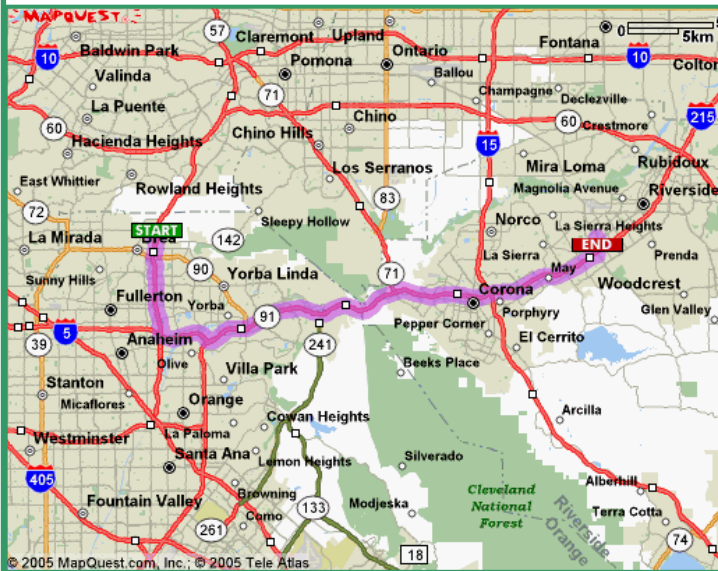 MAPQUEST
57
Claremont
Upland
0
5km
10
Baldwin Park
Pomona
Ontario
Fontana
10
Colton
Valinda
Ballou
La Puente
71
Champagne
Declezville
215
60
Chino
60
Crestmore
Hacienda Heights
Chino Hills
15
Rubidoux
Los Serranos
Mira Loma
East Whittier
Rowland Heights
83
Magnolia Avenue
Riverside
72
Sleepy Hollow
Norco
La Sierra Heights
START
La Mirada
Brea
142
END
90
71
La Sierra
May
Prenda
Sunny Hills
Yorba Linda
Corona
Woodcrest
Fullerton
Yorba
91
Porphyry
Glen Valley
5
Anaheim
Pepper Corner
39
241
El Cerrito
Olive
Villa Park
Beeks Place
Stanton
Micaflores
Orange
Cowan Heights
Arcilla
La Paloma
Westminster
Santa Ana
Lemon Heights
Silverado
405
Browning
Cleveland
National
Forest
Alberhill
Fountain Valley
Como
133
Modjeska
Riverside
Orange
Terra Cotta
261
18
74
© 2005 MapQuest.com, Inc.; © 2005 Tele Atlas